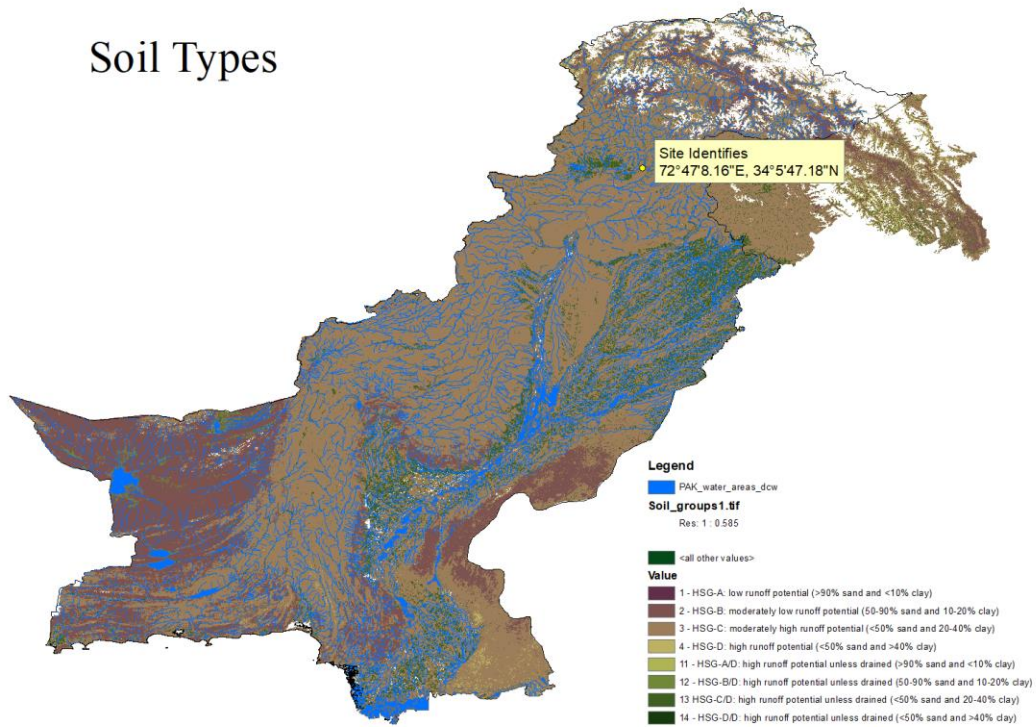 Soil Types
Site Identifies
72°47'8.16"E, 34°5'47.18"N
Legend
PAK_water_areas_dcw
Soil_groups1.tif
Res: 1 : 0.585
<all other values>
Value
1 - HSG-A: low runoff potential (>90% sand and <10% clay)
2 - HSG-B: moderately low runoff potential (50-90% sand and 10-20% clay)
3 - HSG-C: moderately high runoff potential (<50% sand and 20-40% clay)
4 - HSG-D: high runoff potential (<50% sand and >40% clay)
11 - HSG-A/D: high runoff potential unless drained (>90% sand and <10% clay)
12 - HSG-B/D: high runoff potential unless drained (50-90% sand and 10-20% clay)
13 HSG-C/D: high runoff potential unless drained (<50% sand and 20-40% clay)
14 - HSG-D/D: high runoff potential unless drained (<50% sand and >40% clay)